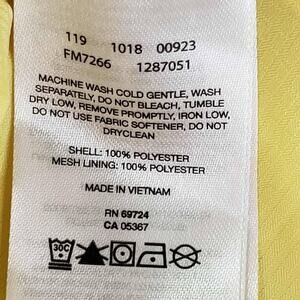 119 1018 00923
FM7266 1287051
MACHINE WASH COLD GENTLE, WASH
SEPARATELY, DO NOT BLEACH, TUMBLE
DRY LOW, REMOVE PROMPTLY, IRON LOW,
DO NOT USE FABRIC SOFTENER, DO NOT
DRYCLEAN
SHELL: 100% POLYESTER
MESH LINING: 100% POLYESTER
MADE IN VIETNAM
RN 69724
CA 05367
30C